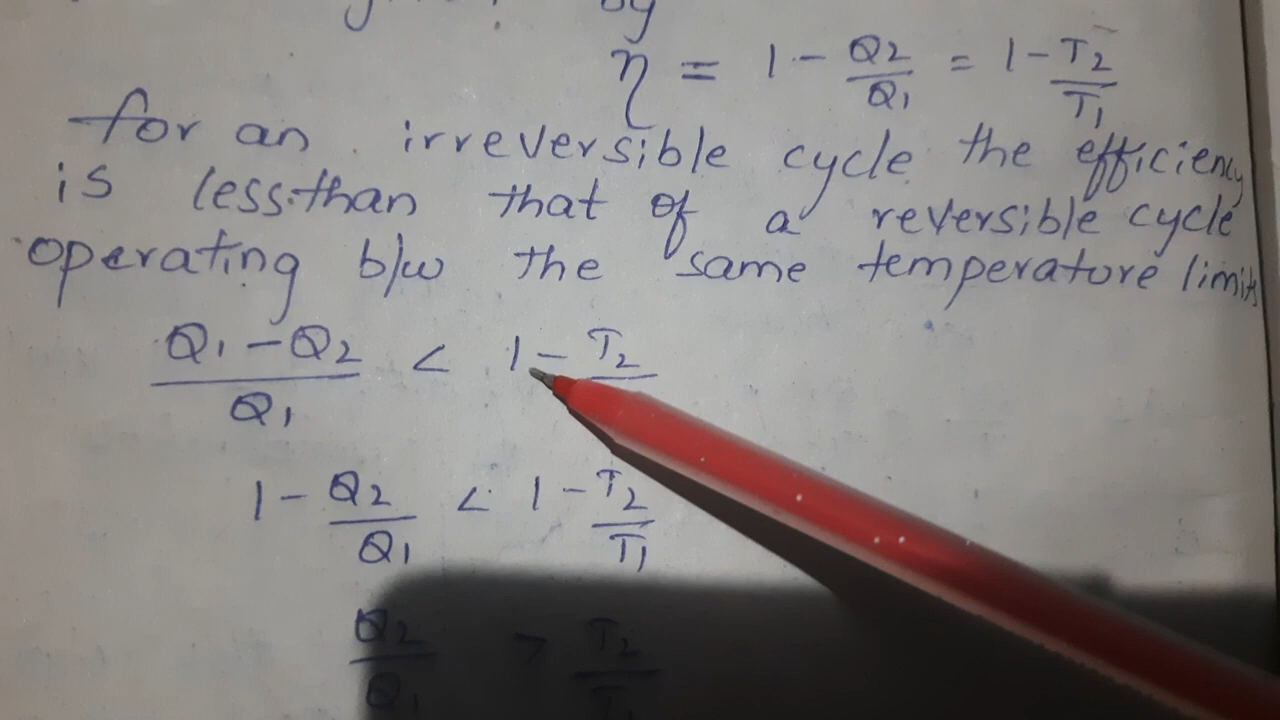 by
η = 1 - Q2/Q1 = 1 - T2/T1
for an irreversible cycle the efficiency
is less than that of a reversible cycle
operating b/w the same temperature limits
Q1 - Q2/Q1 < 1 - T2
1 - Q2/Q1 < 1 - T2/T1
Q2/Q1 > T2/T1